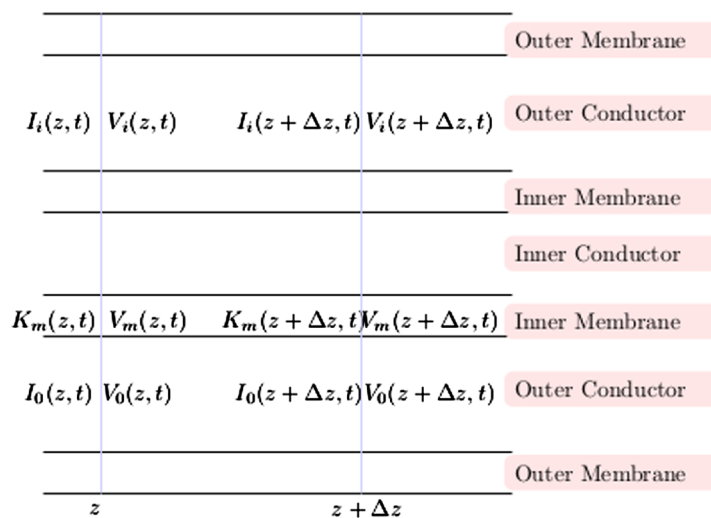 Outer Membrane
I_i(z, t) V_i(z, t) I_i(z + Δz, t) V_i(z + Δz, t) Outer Conductor
Inner Membrane
Inner Conductor
K_m(z, t) V_m(z, t) K_m(z + Δz, t) V_m(z + Δz, t) Inner Membrane
I_0(z, t) V_0(z, t) I_0(z + Δz, t) V_0(z + Δz, t) Outer Conductor
Outer Membrane
z z + Δz